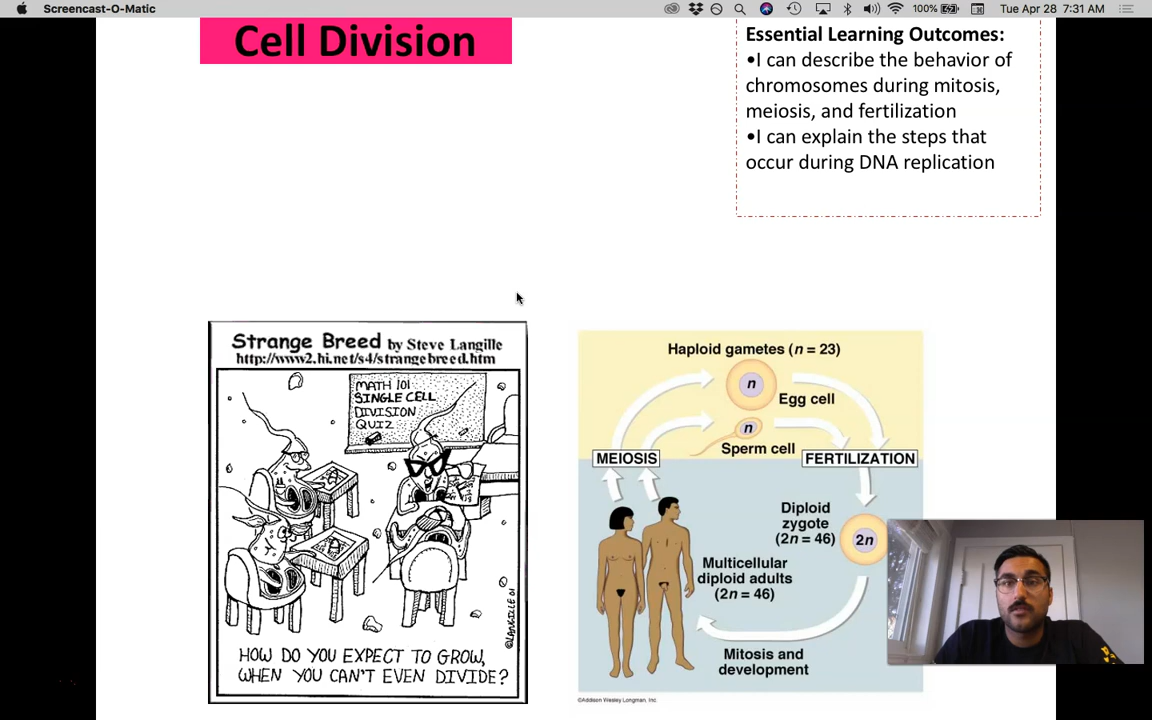 Screencast-O-Matic
100%
Tue Apr 28 7:31 AM
Cell Division
Essential Learning Outcomes:
•I can describe the behavior of
chromosomes during mitosis,
meiosis, and fertilization
•I can explain the steps that
occur during DNA replication
Strange Breed by Steve Langille
http://www2.hi.net/s4/strangebreed.htm
MATH 101
SINGLE CELL
DIVISION
QUIZ
©LANGILLE 01
HOW DO YOU EXPECT TO GROW,
WHEN YOU CAN'T EVEN DIVIDE?
Haploid gametes (n = 23)
n
Egg cell
n
Sperm cell
MEIOSIS
FERTILIZATION
Diploid
zygote
(2n = 46)
2n
Multicellular
diploid adults
(2n = 46)
Mitosis and
development
©Addison Wesley Longman, Inc.